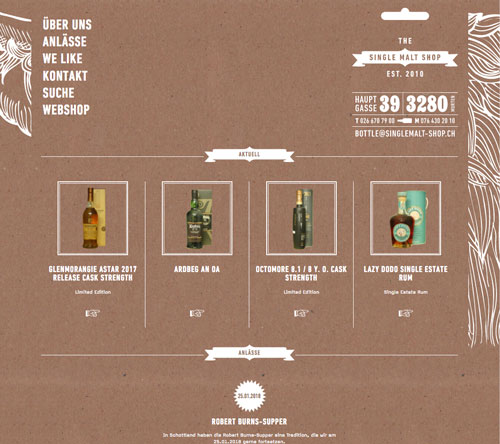 ÜBER UNS
ANLÄSSE
WE LIKE
KONTAKT
SUCHE
WEBSHOP
THE
SINGLE MALT SHOP
EST. 2010
HAUPT
GASSE 39 3280 MURTEN
T 026 670 79 00 M 076 430 20 10
BOTTLE@SINGLEMALT-SHOP.CH
AKTUELL
GLENMORANGIE ASTAR 2017
RELEASE CASK STRENGTH
Limited Edition
ARDBEG AN OA
OCTOMORE 8.1 / 8 Y. O. CASK
STRENGTH
Limited Edition
LAZY DODO SINGLE ESTATE
RUM
Single Estate Rum
ANLÄSSE
25.01.2018
ROBERT BURNS-SUPPER
In Schottland haben die Robert Burns-Supper eine Tradition, die wir am
25.01.2018 gerne fortsetzen.